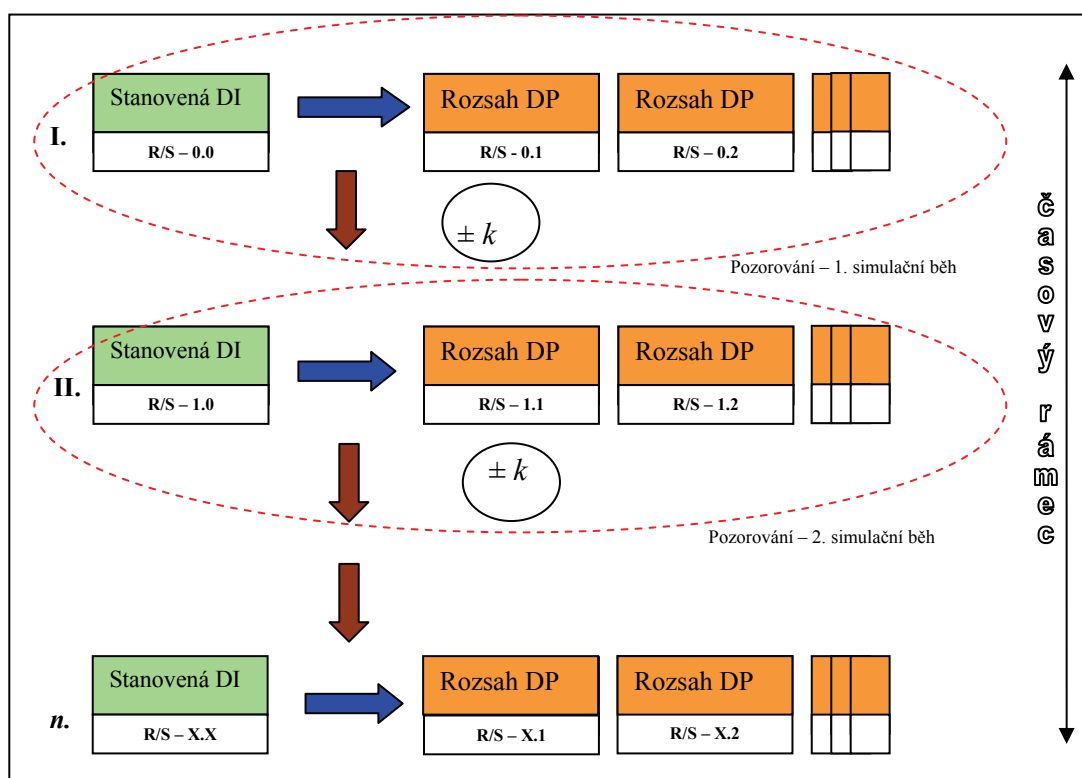 Stanovená DI
Rozsah DP
Rozsah DP
I.
R/S – 0.0
R/S - 0.1
R/S – 0.2
± k
Pozorování – 1. simulační běh
Stanovená DI
Rozsah DP
Rozsah DP
II.
R/S – 1.0
R/S – 1.1
R/S – 1.2
± k
Pozorování – 2. simulační běh
Stanovená DI
Rozsah DP
Rozsah DP
n.
R/S – X.X
R/S – X.1
R/S – X.2
časový rámec